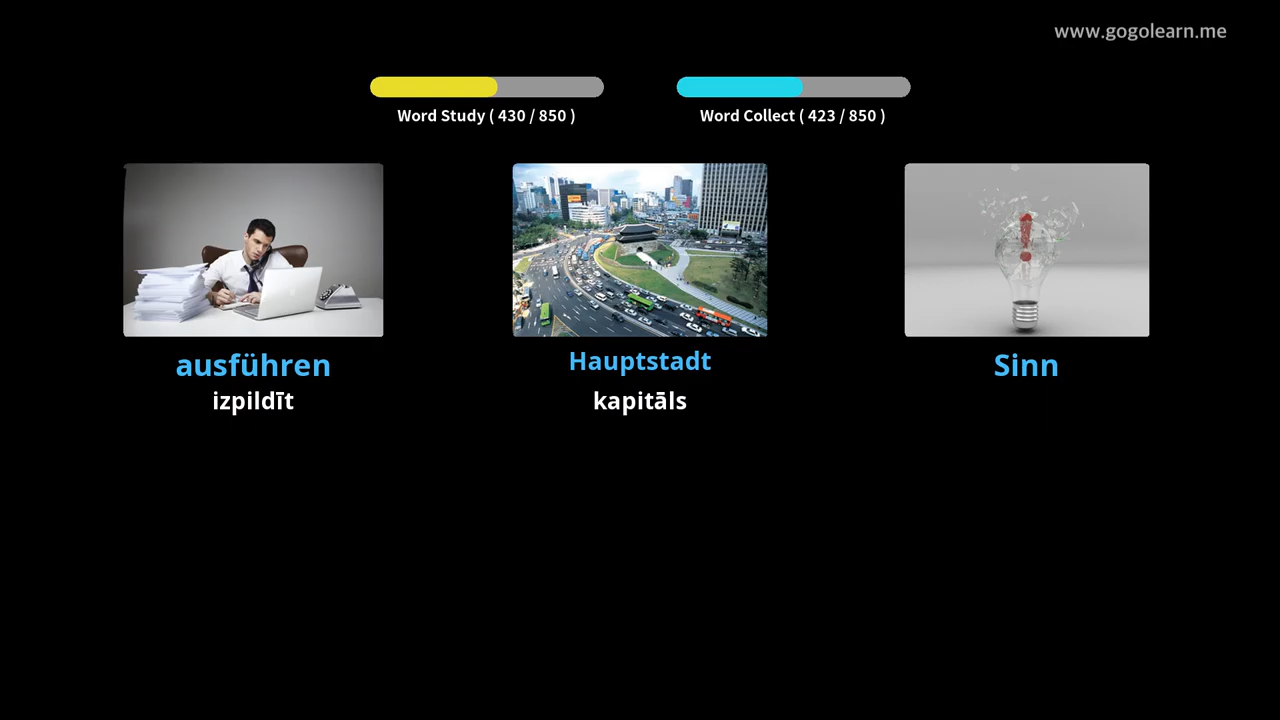 www.gogolearn.me
Word Study ( 430 / 850 )
Word Collect ( 423 / 850 )
ausführen
izpildīt
Hauptstadt
kapitāls
Sinn